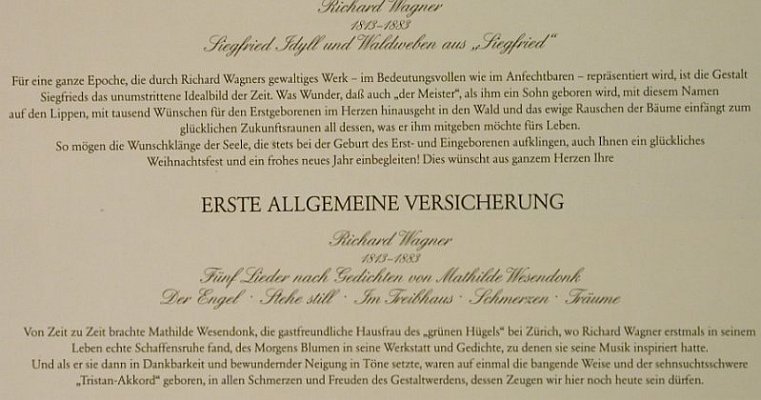 Richard Wagner
1813–1883
Siegfried Idyll und Waldweben aus „Siegfried“
Für eine ganze Epoche, die durch Richard Wagners gewaltiges Werk – im Bedeutungsvollen wie im Anfechtbaren – repräsentiert wird, ist die Gestalt
Siegfrieds das unumstrittene Idealbild der Zeit. Was Wunder, daß auch „der Meister“, als ihm ein Sohn geboren wird, mit diesem Namen
auf den Lippen, mit tausend Wünschen für den Erstgeborenen im Herzen hinausgeht in den Wald und das ewige Rauschen der Bäume einfängt zum
glücklichen Zukunftsraunen all dessen, was er ihm mitgeben möchte fürs Leben.
So mögen die Wunschklänge der Seele, die stets bei der Geburt des Erst- und Eingeborenen aufklingen, auch Ihnen ein glückliches
Weihnachtsfest und ein frohes neues Jahr einbegleiten! Dies wünscht aus ganzem Herzen Ihre
ERSTE ALLGEMEINE VERSICHERUNG
Richard Wagner
1813–1883
Fünf Lieder nach Gedichten von Mathilde Wesendonk
Der Engel · Stehe still · Im Treibhaus · Schmerzen · Träume
Von Zeit zu Zeit brachte Mathilde Wesendonk, die gastfreundliche Hausfrau des „grünen Hügels“ bei Zürich, wo Richard Wagner erstmals in seinem
Leben echte Schaffensruhe fand, des Morgens Blumen in seine Werkstatt und Gedichte, zu denen sie seine Musik inspiriert hatte.
Und als er sie dann in Dankbarkeit und bewundernder Neigung in Töne setzte, waren auf einmal die bangende Weise und der sehnsuchtsschwere
„Tristan-Akkord“ geboren, in allen Schmerzen und Freuden des Gestaltwerdens, dessen Zeugen wir hier noch heute sein dürfen.